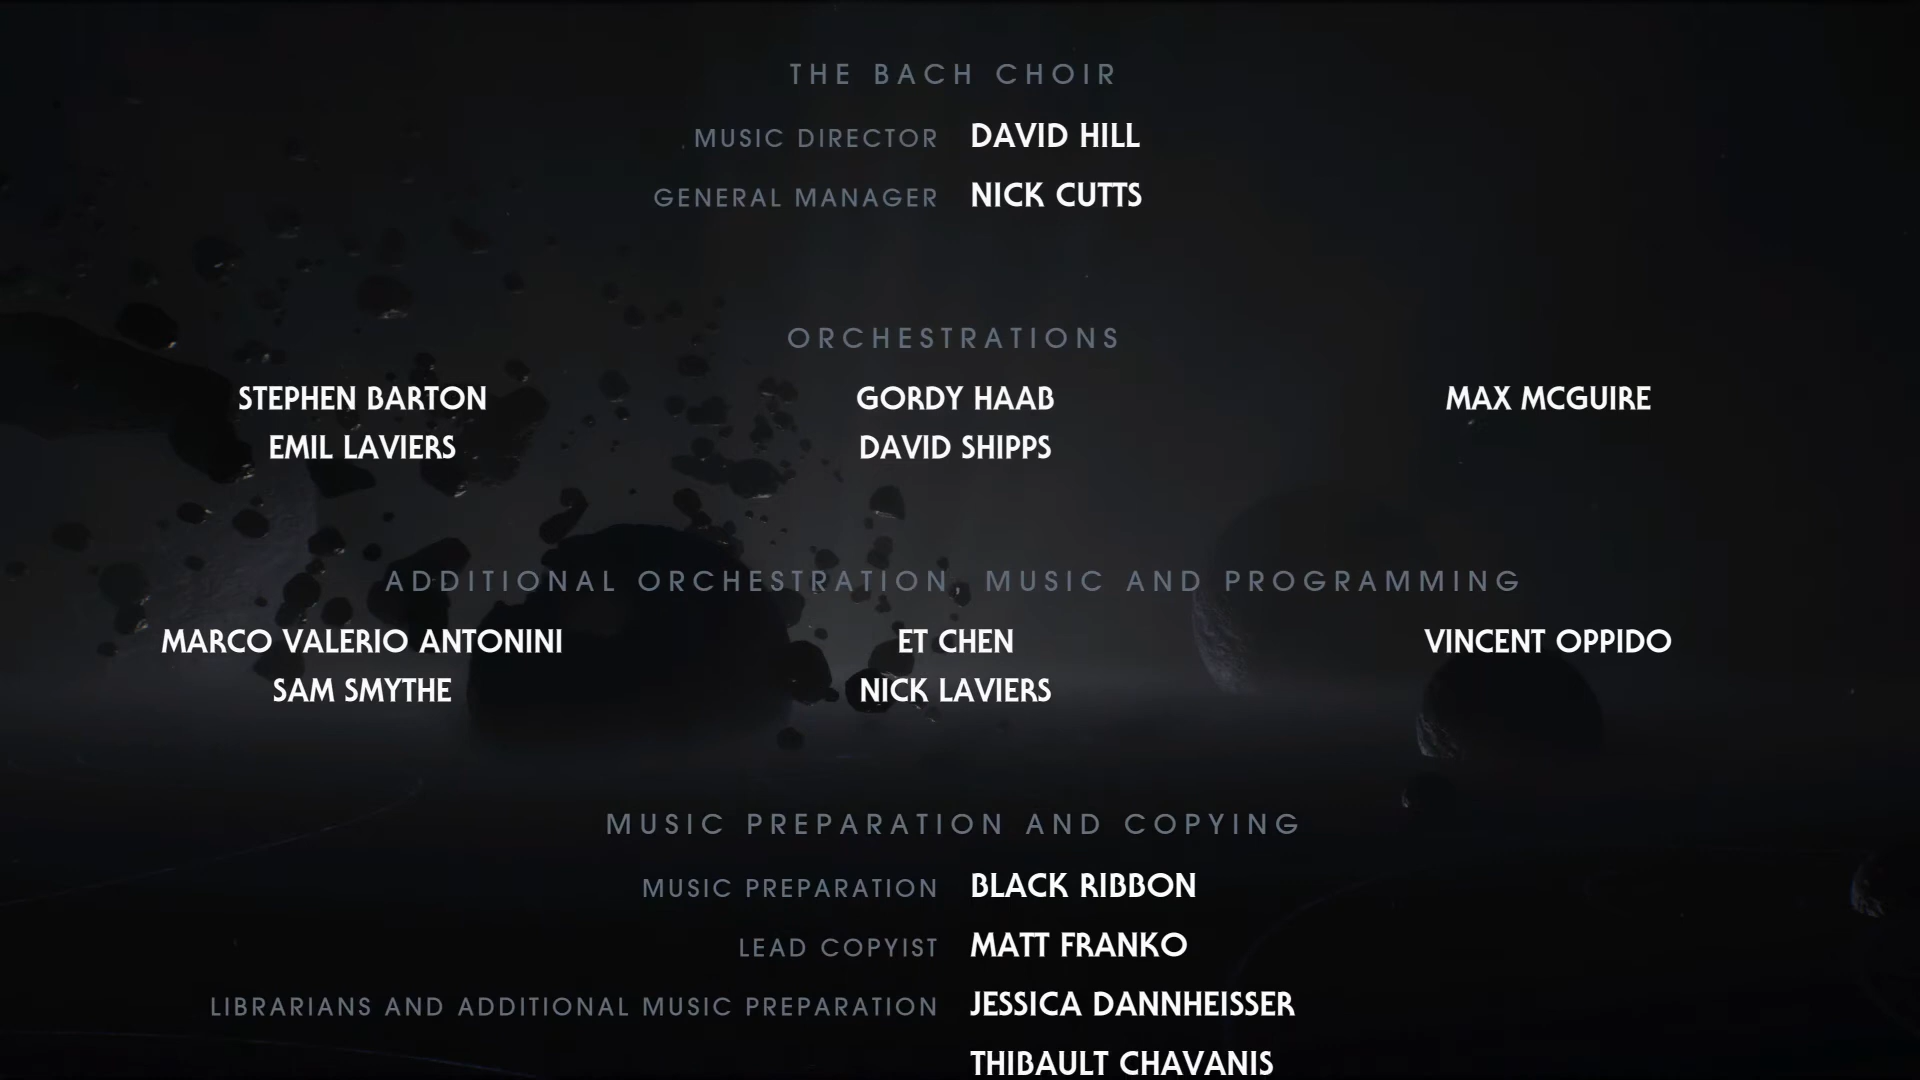 THE BACH CHOIR
MUSIC DIRECTOR DAVID HILL
GENERAL MANAGER NICK CUTTS
ORCHESTRATIONS
STEPHEN BARTON GORDY HAAB MAX MCGUIRE
EMIL LAVIERS DAVID SHIPPS
ADDITIONAL ORCHESTRATION, MUSIC AND PROGRAMMING
MARCO VALERIO ANTONINI ET CHEN VINCENT OPPIDO
SAM SMYTHE NICK LAVIERS
MUSIC PREPARATION AND COPYING
MUSIC PREPARATION BLACK RIBBON
LEAD COPYIST MATT FRANKO
LIBRARIANS AND ADDITIONAL MUSIC PREPARATION JESSICA DANNHEISSER
THIBAULT CHAVANIS